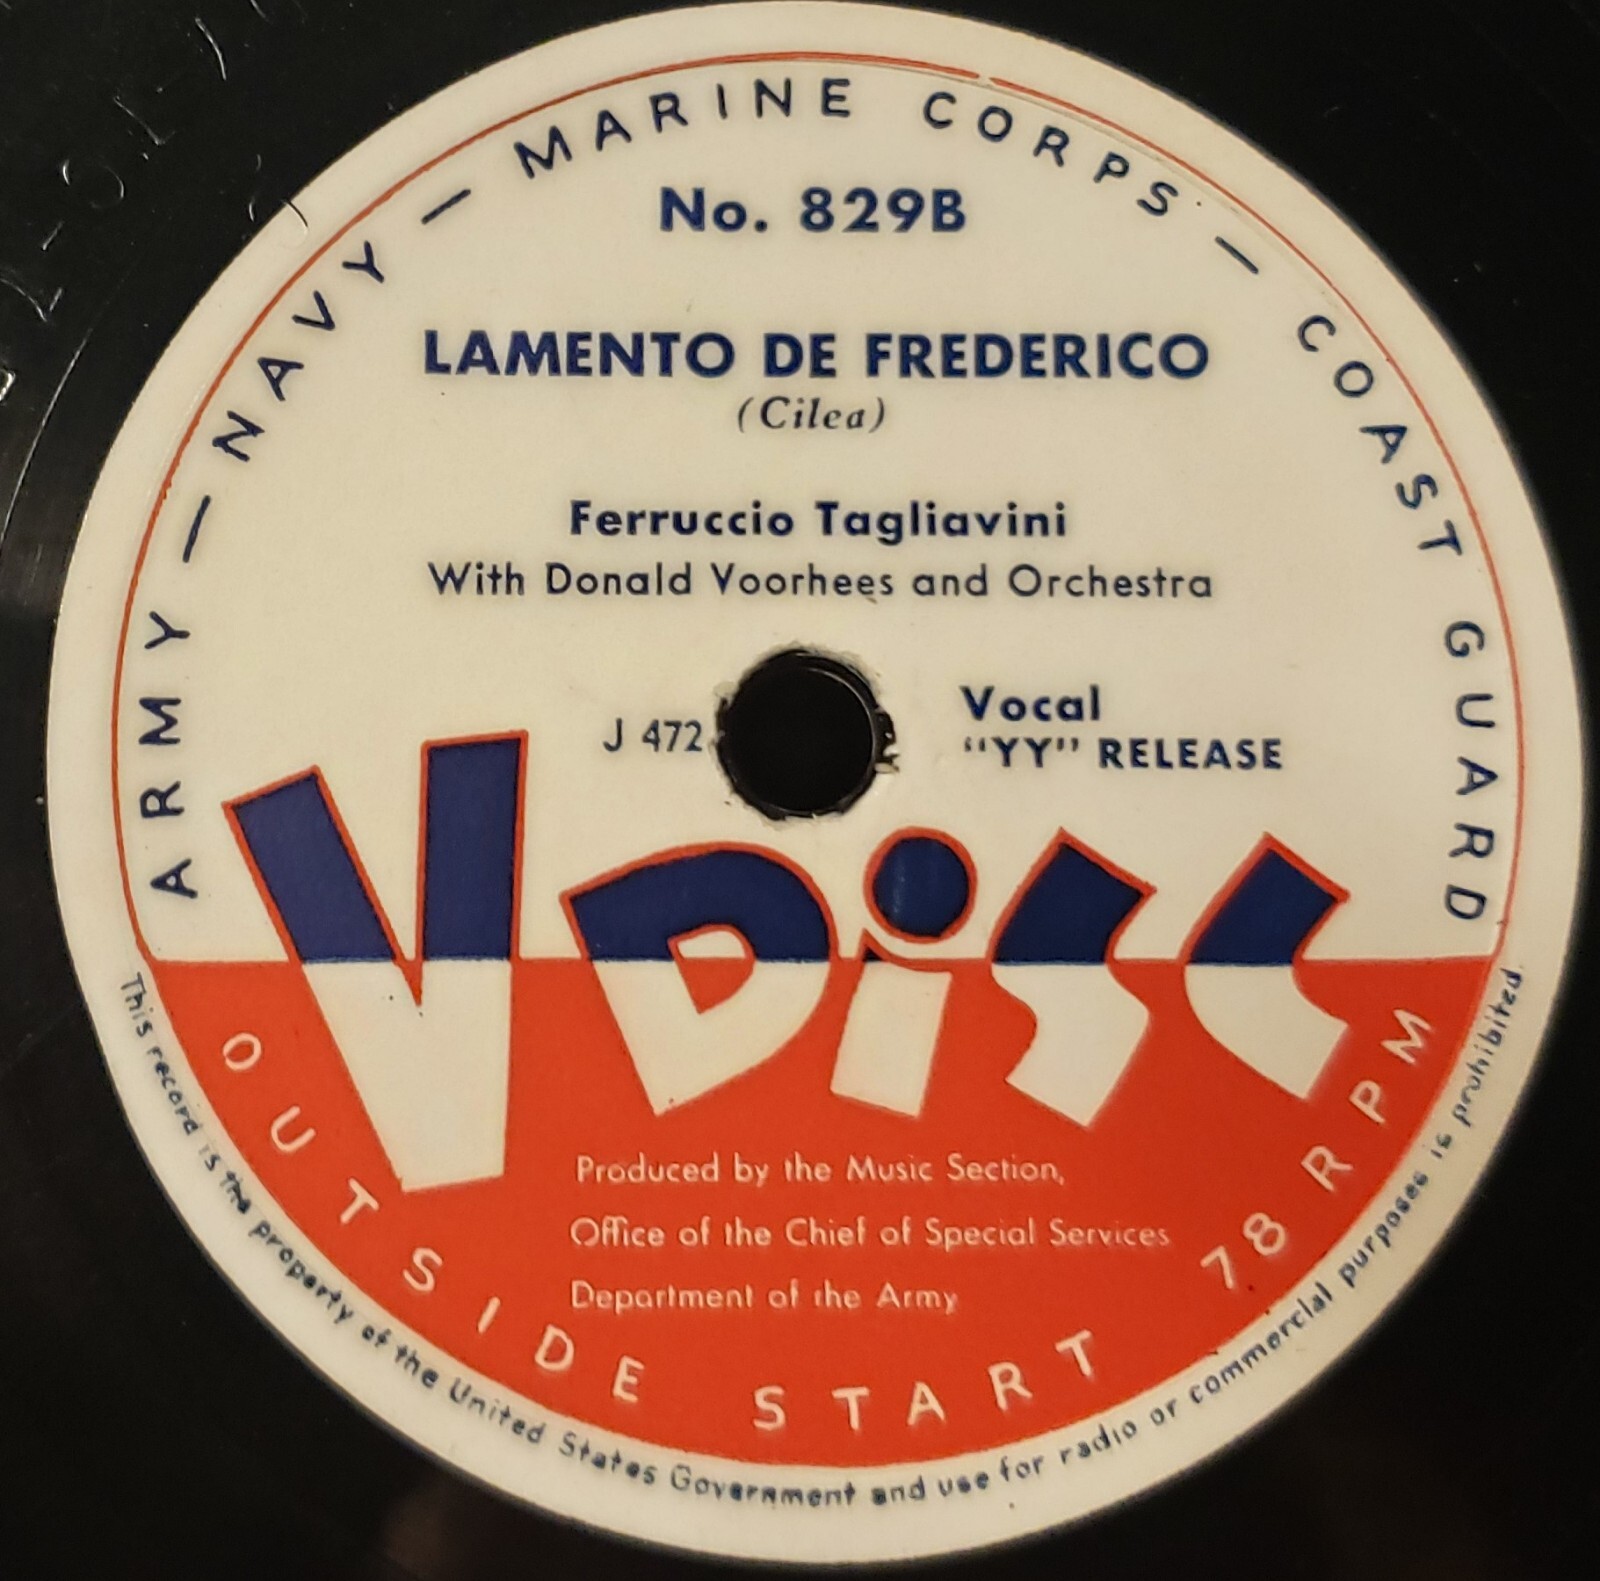 ARMY — NAVY — MARINE CORPS — COAST GUARD
No. 829B
LAMENTO DE FREDERICO
(Cilea)
Ferruccio Tagliavini
With Donald Voorhees and Orchestra
J 472
Vocal
"YY" RELEASE
V DISC
Produced by the Music Section,
Office of the Chief of Special Services
Department of the Army
OUTSIDE START 78 RPM
This record is the property of the United States Government and use for radio or commercial purposes is prohibited.